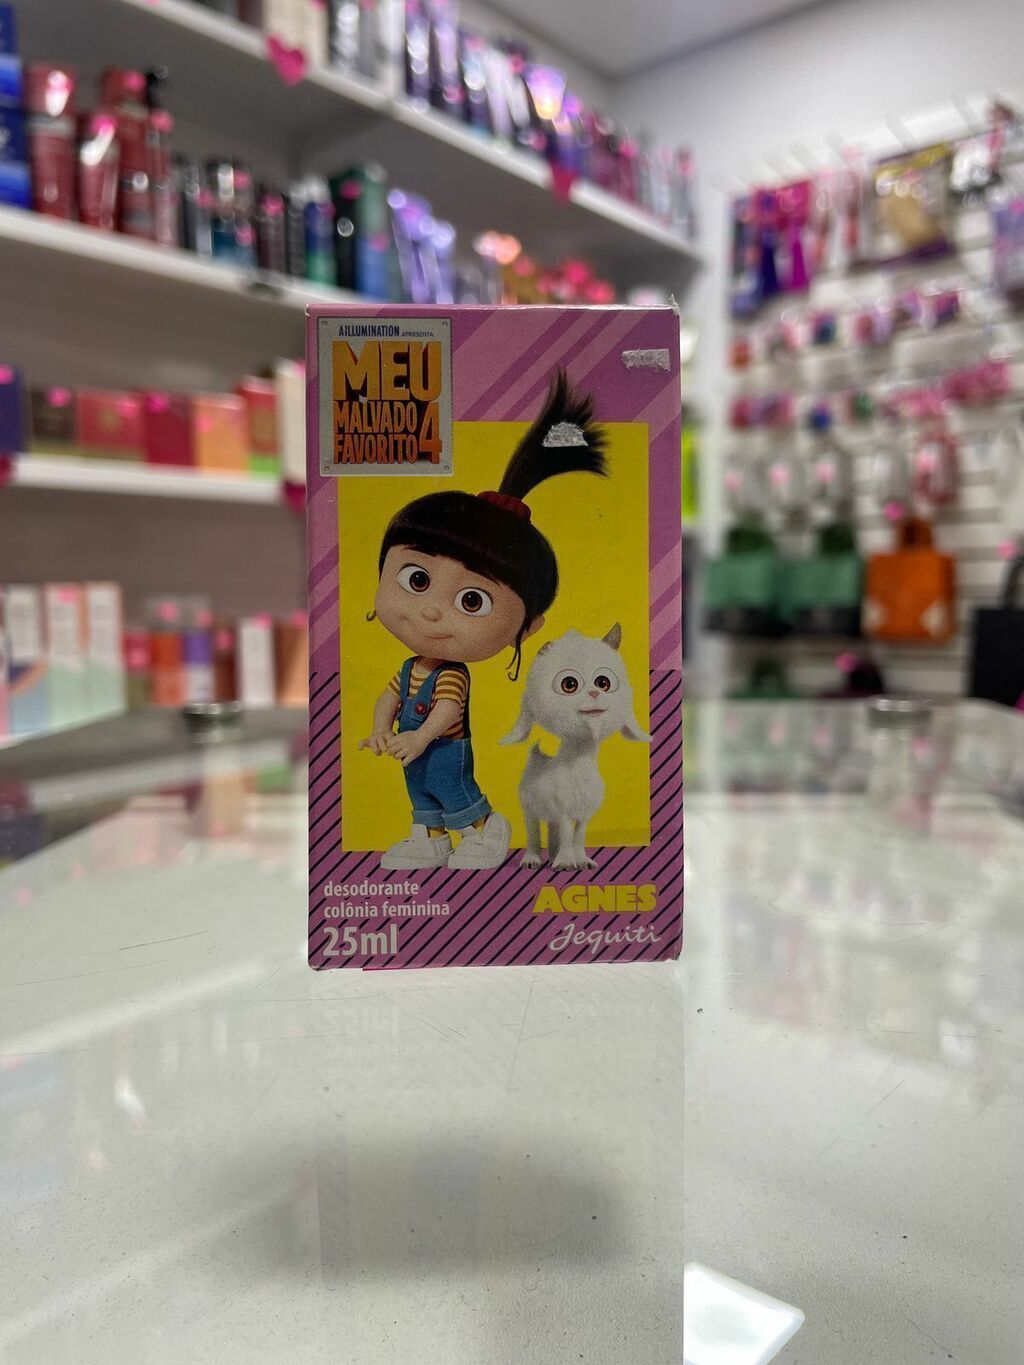 ILLUMINATION APRESENTA
MEU
MALVADO
FAVORITO 4
desodorante
colônia feminina
25ml
AGNES
Jequiti